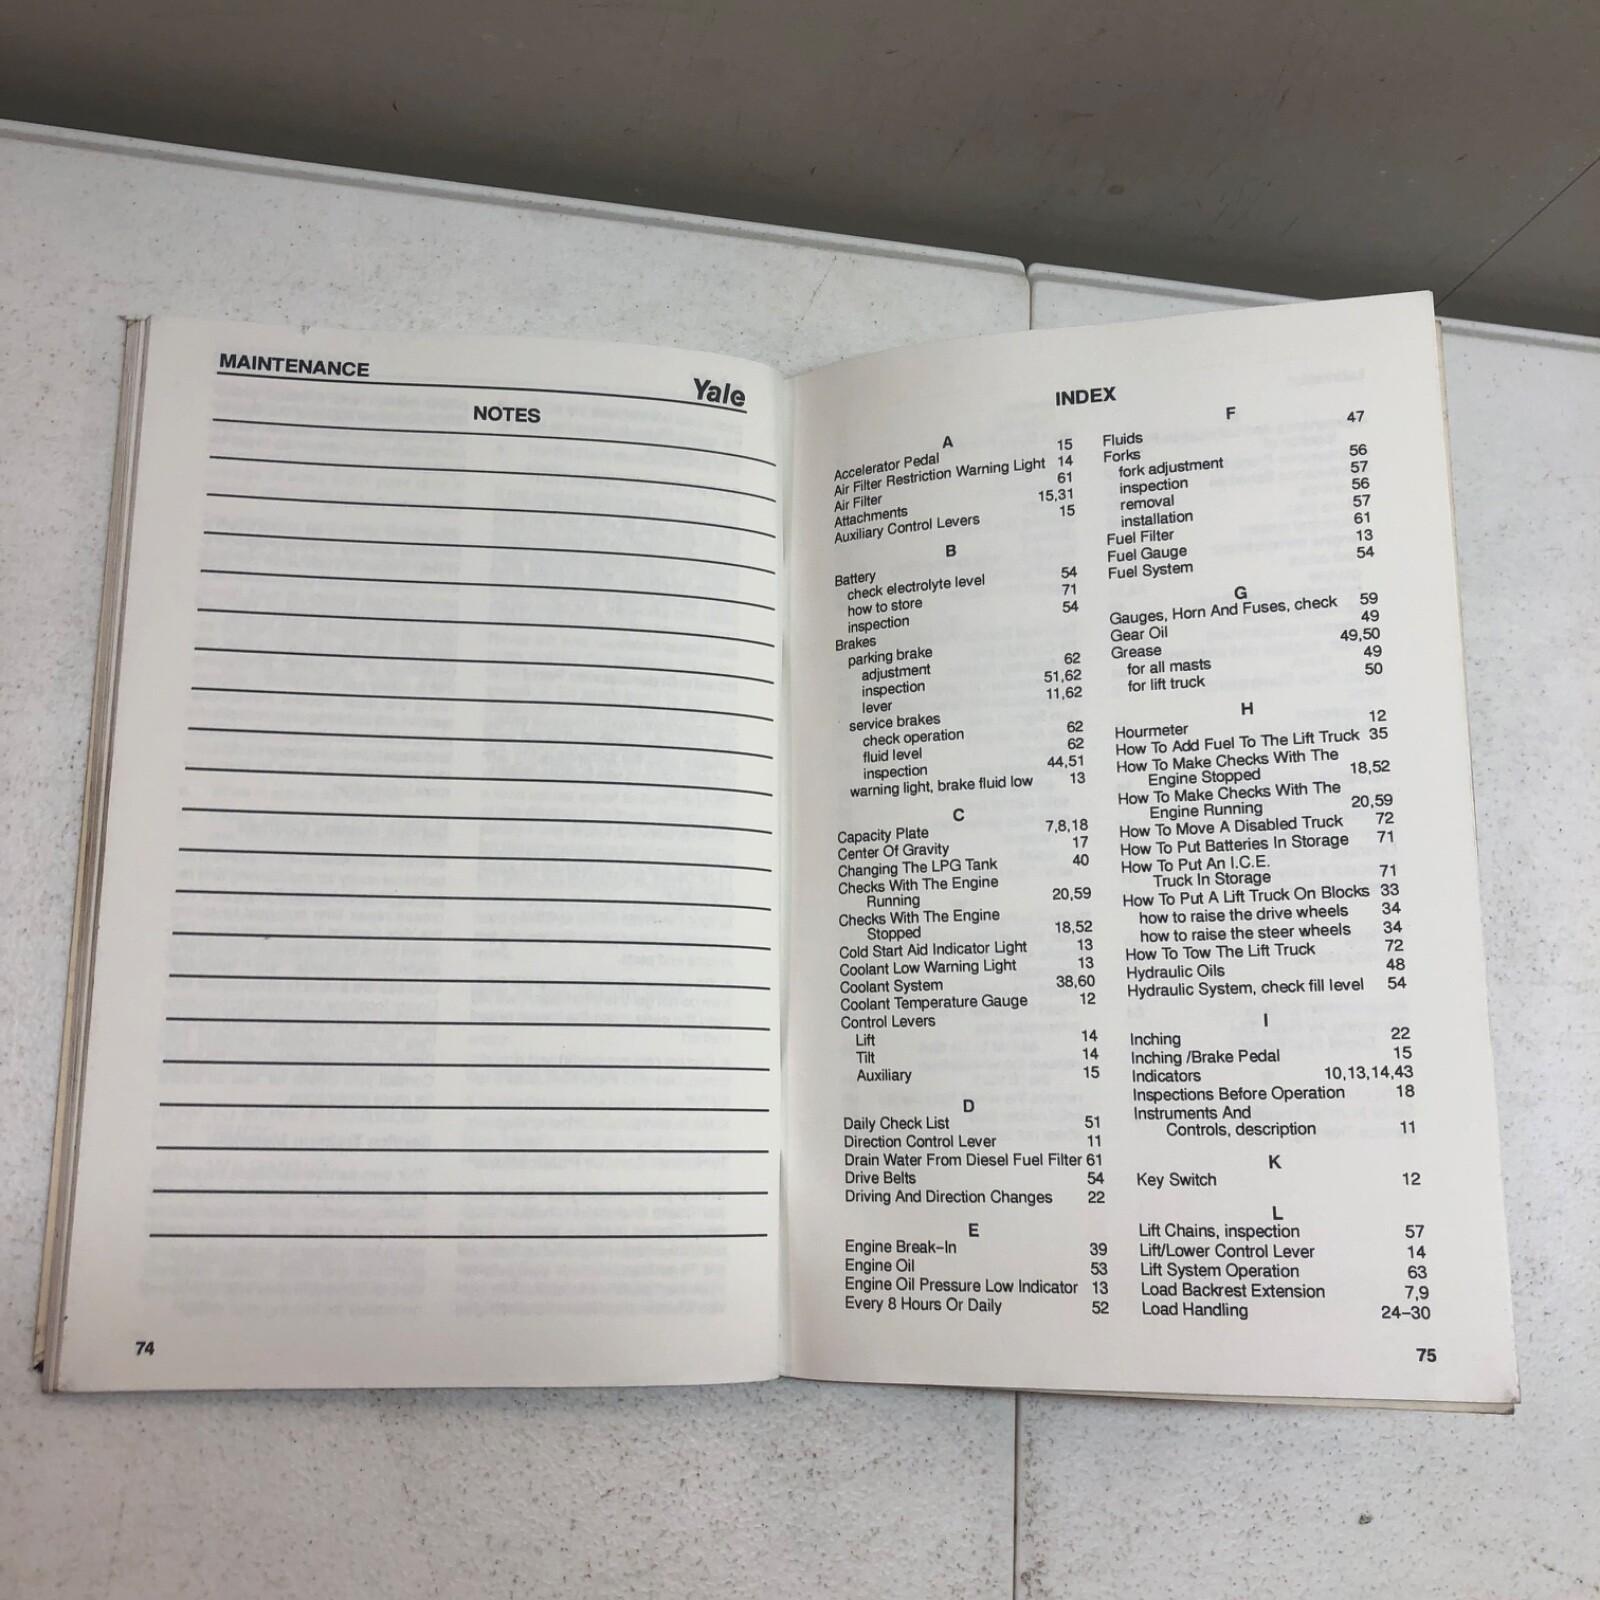 MAINTENANCE
Yale
NOTES
74
INDEX
A
Accelerator Pedal 15
Air Filter Restriction Warning Light 14
Air Filter 61
Attachments 15,31
Auxiliary Control Levers 15
B
Battery
check electrolyte level 54
how to store 71
inspection 54
Brakes
parking brake
adjustment 62
inspection 51,62
lever 11,62
service brakes
check operation 62
fluid level 62
inspection 44,51
warning light, brake fluid low 13
C
Capacity Plate 7,8,18
Center Of Gravity 17
Changing The LPG Tank 40
Checks With The Engine
Running 20,59
Checks With The Engine
Stopped 18,52
Cold Start Aid Indicator Light 13
Coolant Low Warning Light 13
Coolant System 38,60
Coolant Temperature Gauge 12
Control Levers
Lift 14
Tilt 14
Auxiliary 15
D
Daily Check List 51
Direction Control Lever 11
Drain Water From Diesel Fuel Filter 61
Drive Belts 54
Driving And Direction Changes 22
E
Engine Break-In 39
Engine Oil 53
Engine Oil Pressure Low Indicator 13
Every 8 Hours Or Daily 52
F
Fluids 47
Forks
fork adjustment 56
inspection 57
removal 56
installation 57
Fuel Filter 61
Fuel Gauge 13
Fuel System 54
G
Gauges, Horn And Fuses, check 59
Gear Oil 49
Grease 49,50
for all masts 49
for lift truck 50
H
Hourmeter 12
How To Add Fuel To The Lift Truck 35
How To Make Checks With The
Engine Stopped 18,52
How To Make Checks With The
Engine Running 20,59
How To Move A Disabled Truck 72
How To Put Batteries In Storage 71
How To Put An I.C.E.
Truck In Storage 71
How To Put A Lift Truck On Blocks 33
how to raise the drive wheels 34
how to raise the steer wheels 34
How To Tow The Lift Truck 72
Hydraulic Oils 48
Hydraulic System, check fill level 54
I
Inching 22
Inching /Brake Pedal 15
Indicators 10,13,14,43
Inspections Before Operation 18
Instruments And
Controls, description 11
K
Key Switch 12
L
Lift Chains, inspection 57
Lift/Lower Control Lever 14
Lift System Operation 63
Load Backrest Extension 7,9
Load Handling 24–30
75